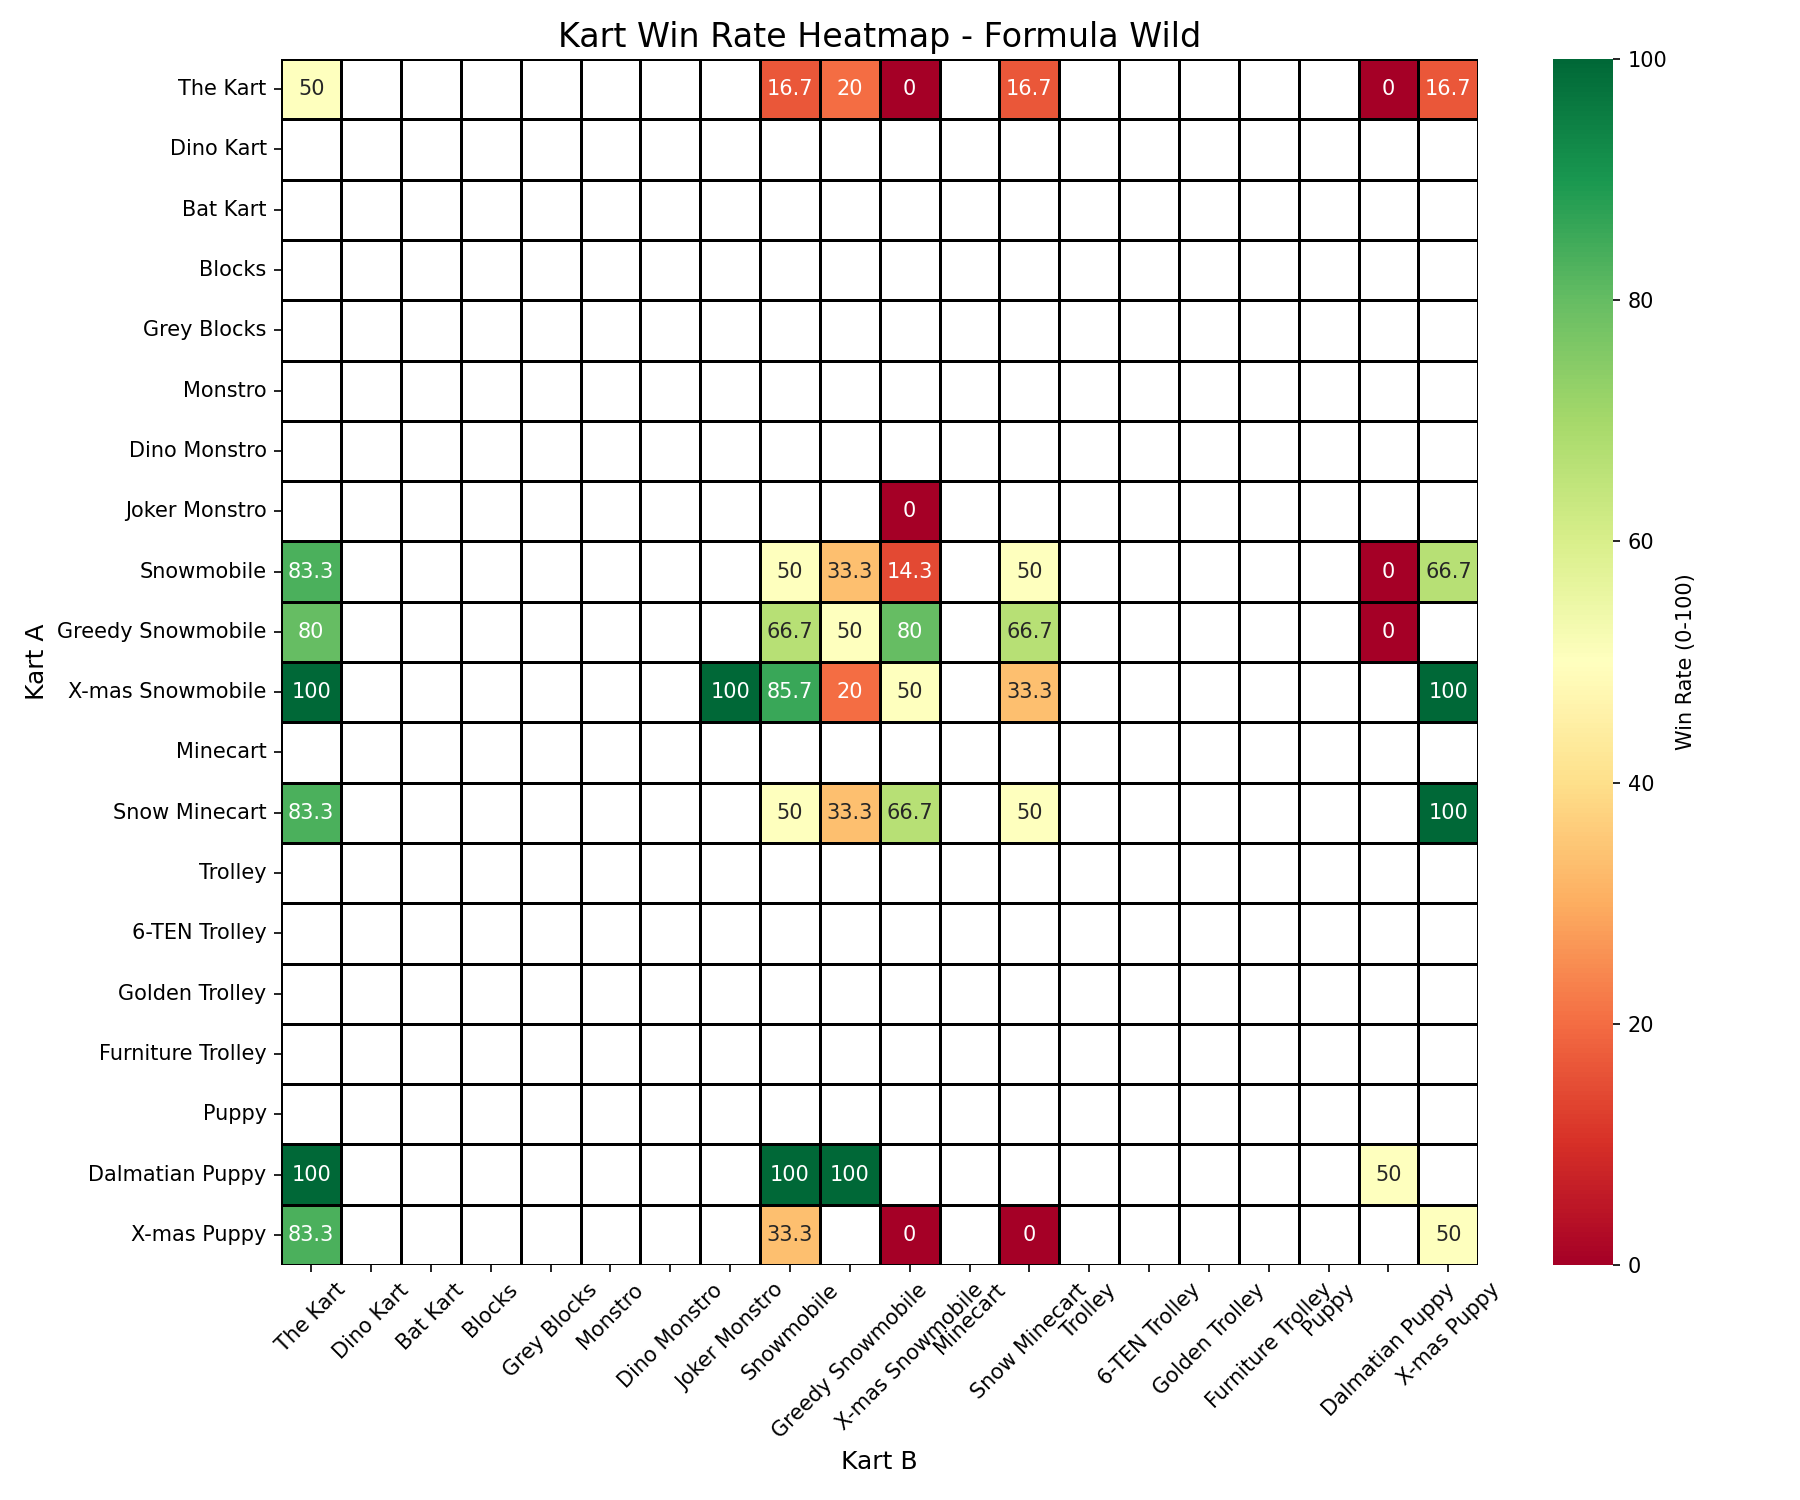 Kart Win Rate Heatmap - Formula Wild
The Kart 50 16.7 20 0 16.7 0 16.7
Dino Kart
Bat Kart
Blocks
Grey Blocks
Monstro
Dino Monstro
Joker Monstro 0
Snowmobile 83.3 50 33.3 14.3 50 0 66.7
Greedy Snowmobile 80 66.7 50 80 66.7 0
X-mas Snowmobile 100 100 85.7 20 50 33.3 100
Minecart
Snow Minecart 83.3 50 33.3 66.7 50 100
Trolley
6-TEN Trolley
Golden Trolley
Furniture Trolley
Puppy
Dalmatian Puppy 100 100 100 50
X-mas Puppy 83.3 33.3 0 0 50
Kart A
The Kart
Dino Kart
Bat Kart
Blocks
Grey Blocks
Monstro
Dino Monstro
Joker Monstro
Snowmobile
Greedy Snowmobile
X-mas Snowmobile
Minecart
Snow Minecart
Trolley
6-TEN Trolley
Golden Trolley
Furniture Trolley
Puppy
Dalmatian Puppy
X-mas Puppy
Kart B
100
80
60
40
20
0
Win Rate (0-100)